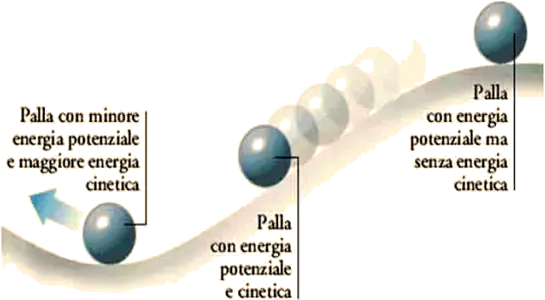 Palla con minore
energia potenziale
e maggiore energia
cinetica
Palla
con energia
potenziale
e cinetica
Palla
con energia
potenziale ma
senza energia
cinetica